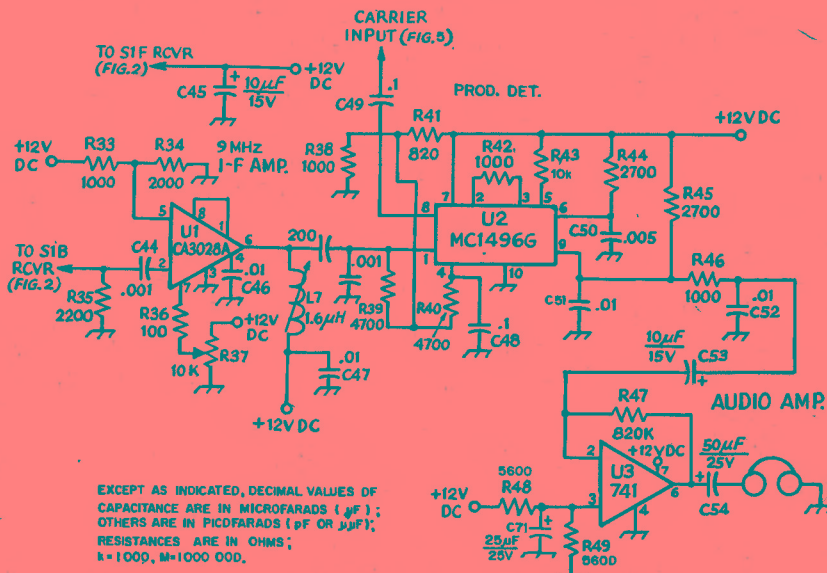 CARRIER
INPUT (FIG.5)
TO S1F RCVR
(FIG.2)
C45
+
10µF
15V
+12V
DC
C49
.1
PROD. DET.
+12V
DC
R33
1000
R34
2000
9 MHz
I-F AMP.
R38
1000
R41
820
R42
1000
R43
10k
R44
2700
+12V DC
R45
2700
5
8
1
U1
CA3028A
6
2
7
3
4
TO S1B
RCVR
(FIG.2)
C44
.001
R35
2200
R36
100
R37
10K
+12V
DC
.01
C46
200
.001
L7
1.6µH
.01
C47
+12V DC
R39
4700
R40
4700
.1
C48
7
2
3
5
8
6
U2
MC1496G
1
9
4
10
C50
.005
C51
.01
R46
1000
.01
C52
10µF
15V
C53
+
AUDIO AMP.
R47
820K
+12V DC
2
7
U3
741
6
3
4
50µF
25V
+
C54
+12V
DC
5600
R48
C71
+
25µF
25V
R49
5600
EXCEPT AS INDICATED, DECIMAL VALUES OF
CAPACITANCE ARE IN MICROFARADS (µF);
OTHERS ARE IN PICOFARADS (pF OR µµF);
RESISTANCES ARE IN OHMS;
k=1000, M=1000 000.